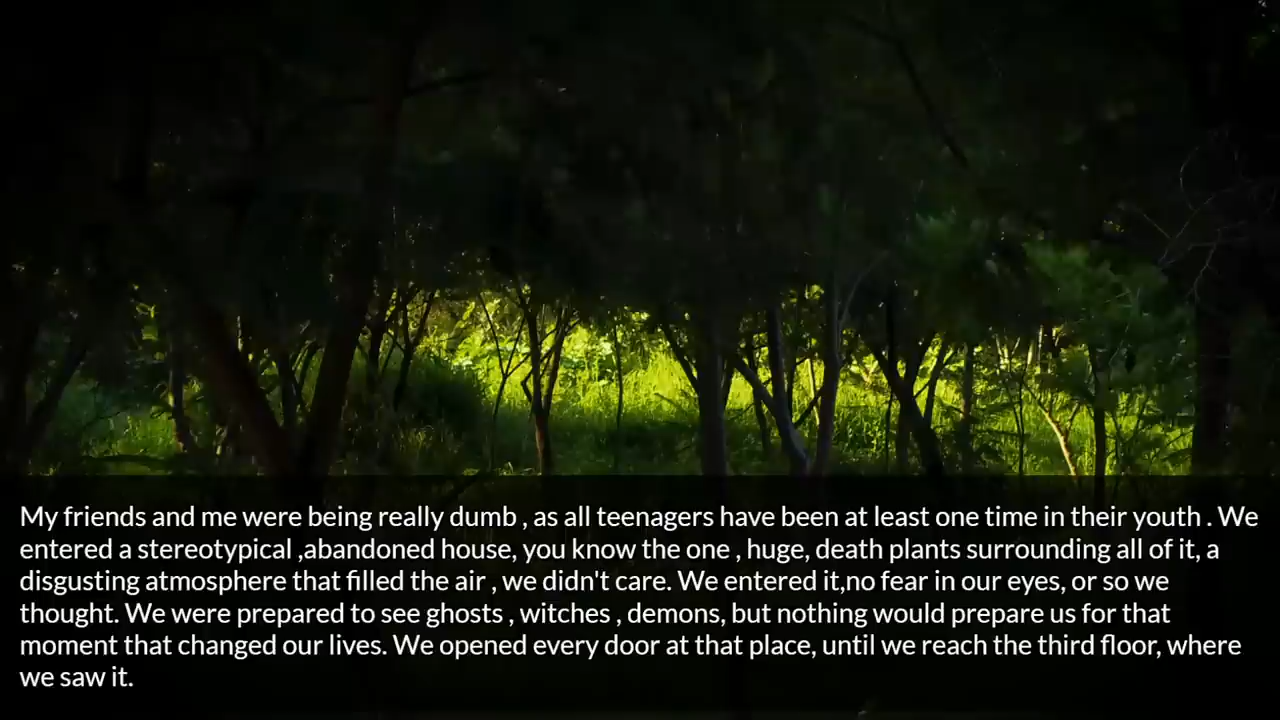 My friends and me were being really dumb , as all teenagers have been at least one time in their youth . We
entered a stereotypical ,abandoned house, you know the one , huge, death plants surrounding all of it, a
disgusting atmosphere that filled the air , we didn't care. We entered it,no fear in our eyes, or so we
thought. We were prepared to see ghosts , witches , demons, but nothing would prepare us for that
moment that changed our lives. We opened every door at that place, until we reach the third floor, where
we saw it.